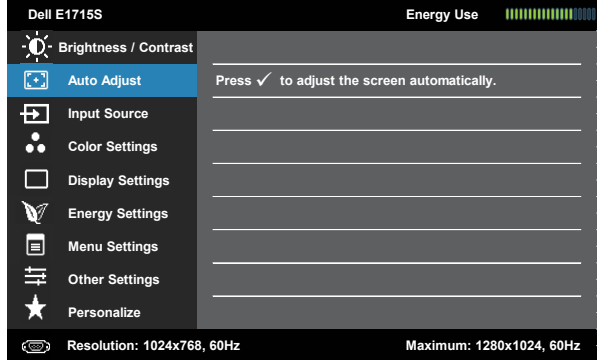 Dell E1715S Energy Use
Brightness / Contrast
Auto Adjust Press ✓ to adjust the screen automatically.
Input Source
Color Settings
Display Settings
Energy Settings
Menu Settings
Other Settings
Personalize
Resolution: 1024x768, 60Hz Maximum: 1280x1024, 60Hz